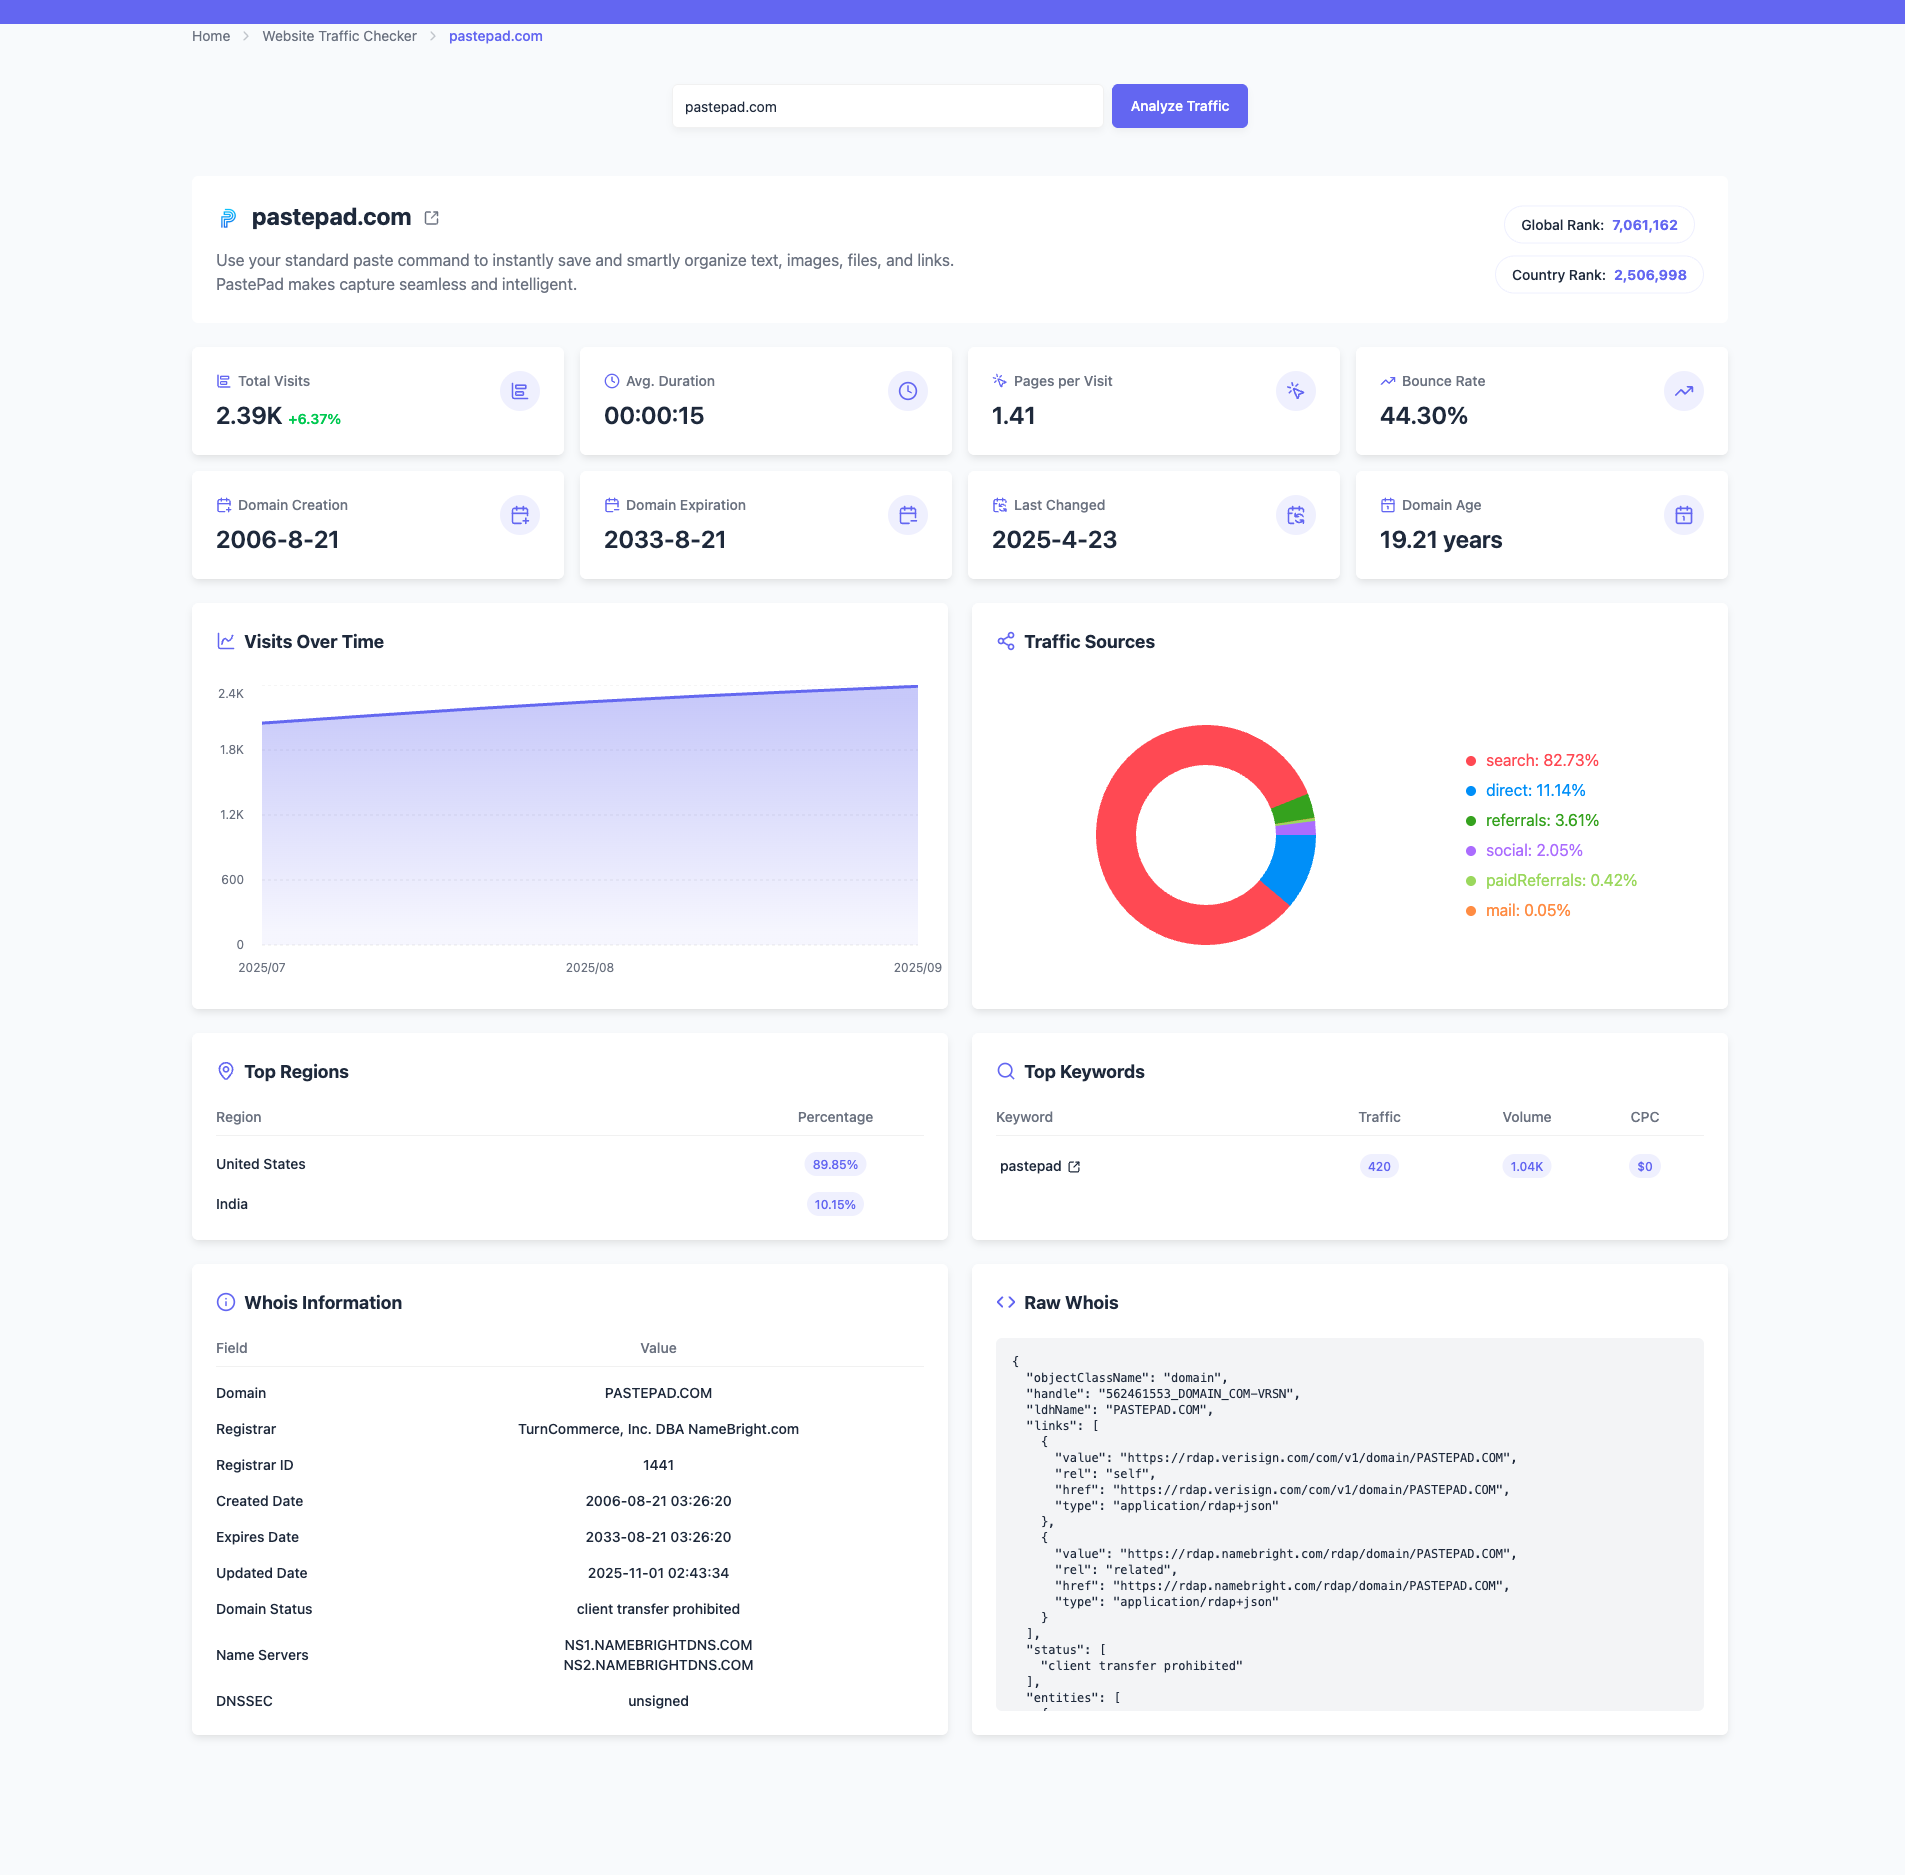 Home > Website Traffic Checker > pastepad.com
pastepad.com
Analyze Traffic
pastepad.com
Use your standard paste command to instantly save and smartly organize text, images, files, and links.
PastePad makes capture seamless and intelligent.
Global Rank: 7,061,162
Country Rank: 2,506,998
Total Visits
2.39K +6.37%
Avg. Duration
00:00:15
Pages per Visit
1.41
Bounce Rate
44.30%
Domain Creation
2006-8-21
Domain Expiration
2033-8-21
Last Changed
2025-4-23
Domain Age
19.21 years
Visits Over Time
2.4K
1.8K
1.2K
600
0
2025/07 2025/08 2025/09
Traffic Sources
search: 82.73%
direct: 11.14%
referrals: 3.61%
social: 2.05%
paidReferrals: 0.42%
mail: 0.05%
Top Regions
Region Percentage
United States 89.85%
India 10.15%
Top Keywords
Keyword Traffic Volume CPC
pastepad 420 1.04K $0
Whois Information
Field Value
Domain PASTEPAD.COM
Registrar TurnCommerce, Inc. DBA NameBright.com
Registrar ID 1441
Created Date 2006-08-21 03:26:20
Expires Date 2033-08-21 03:26:20
Updated Date 2025-11-01 02:43:34
Domain Status client transfer prohibited
Name Servers NS1.NAMEBRIGHTDNS.COM
NS2.NAMEBRIGHTDNS.COM
DNSSEC unsigned
Raw Whois
{
"objectClassName": "domain",
"handle": "562461553_DOMAIN_COM-VRSN",
"ldhName": "PASTEPAD.COM",
"links": [
{
"value": "https://rdap.verisign.com/com/v1/domain/PASTEPAD.COM",
"rel": "self",
"href": "https://rdap.verisign.com/com/v1/domain/PASTEPAD.COM",
"type": "application/rdap+json"
},
{
"value": "https://rdap.namebright.com/rdap/domain/PASTEPAD.COM",
"rel": "related",
"href": "https://rdap.namebright.com/rdap/domain/PASTEPAD.COM",
"type": "application/rdap+json"
}
],
"status": [
"client transfer prohibited"
],
"entities": [
{